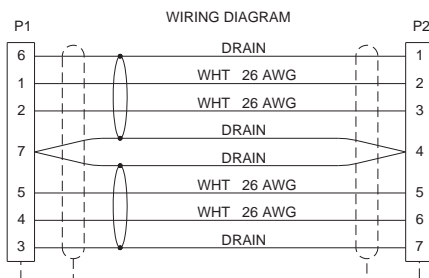 WIRING DIAGRAM
P1 P2
6 DRAIN 1
1 WHT 26 AWG 2
2 WHT 26 AWG 3
DRAIN
7 4
DRAIN
5 WHT 26 AWG 5
4 WHT 26 AWG 6
3 DRAIN 7